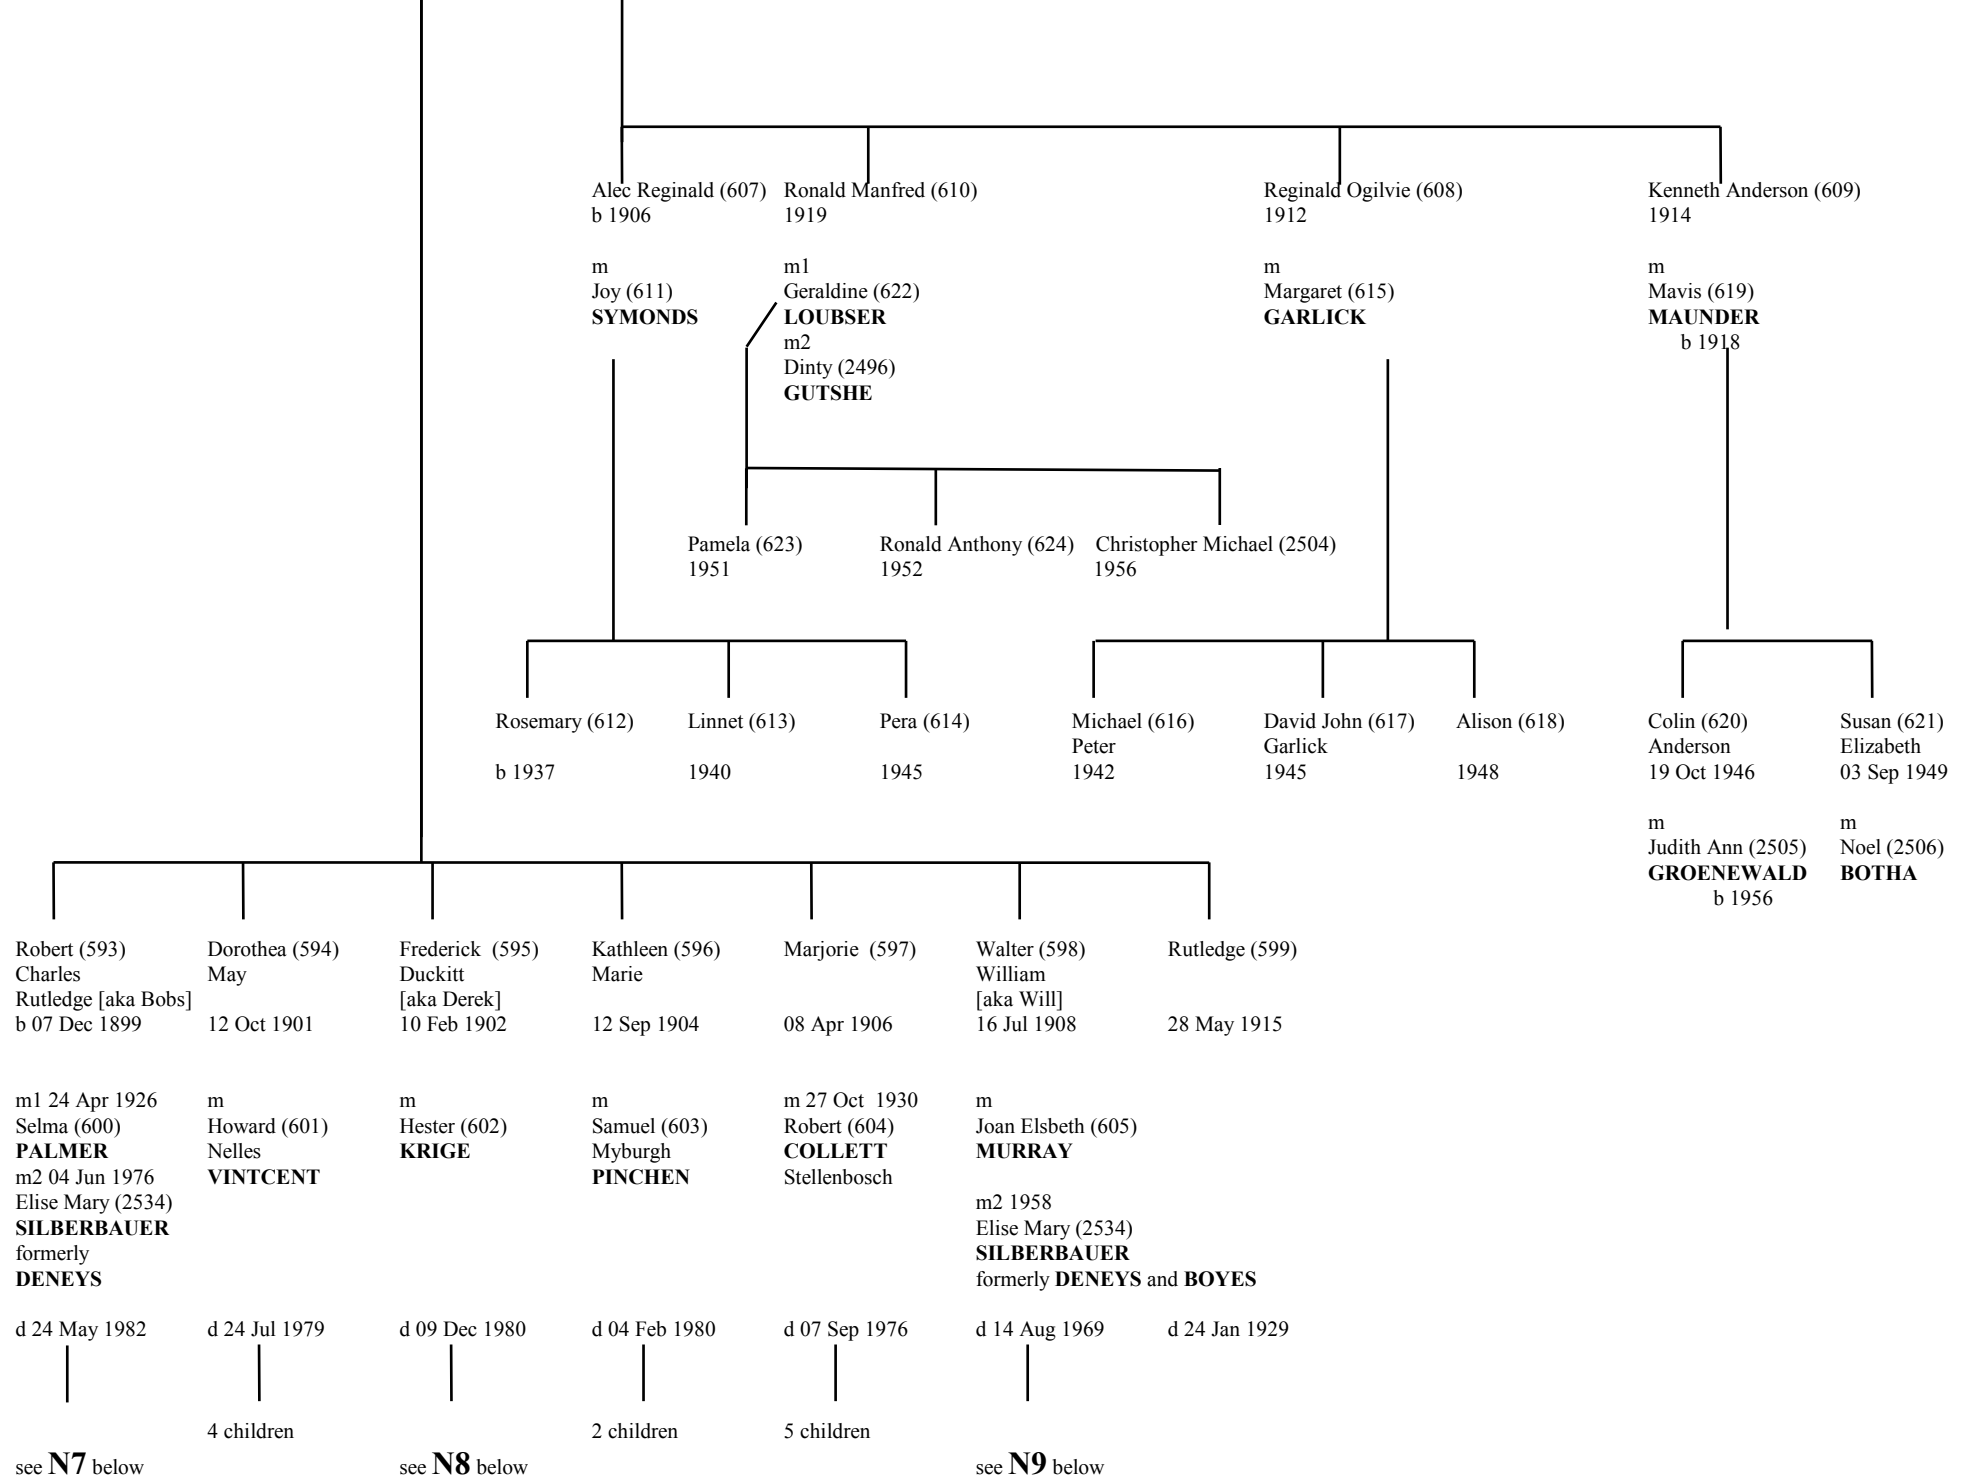 Alec Reginald (607)
b 1906
m
Joy (611)
SYMONDS
Ronald Manfred (610)
1919
m1
Geraldine (622)
LOUBSER
m2
Dinty (2496)
GUTSHE
Reginald Ogilvie (608)
1912
m
Margaret (615)
GARLICK
Kenneth Anderson (609)
1914
m
Mavis (619)
MAUNDER
b 1918
Pamela (623)
1951
Ronald Anthony (624)
1952
Christopher Michael (2504)
1956
Rosemary (612)
b 1937
Linnet (613)
1940
Pera (614)
1945
Michael (616)
Peter
1942
David John (617)
Garlick
1945
Alison (618)
1948
Colin (620)
Anderson
19 Oct 1946
m
Judith Ann (2505)
GROENEWALD
b 1956
Susan (621)
Elizabeth
03 Sep 1949
m
Noel (2506)
BOTHA
Robert (593)
Charles
Rutledge [aka Bobs]
b 07 Dec 1899
m1 24 Apr 1926
Selma (600)
PALMER
m2 04 Jun 1976
Elise Mary (2534)
SILBERBAUER
formerly
DENEYS
d 24 May 1982
see N7 below
Dorothea (594)
May
12 Oct 1901
m
Howard (601)
Nelles
VINTCENT
d 24 Jul 1979
4 children
Frederick (595)
Duckitt
[aka Derek]
10 Feb 1902
m
Hester (602)
KRIGE
d 09 Dec 1980
see N8 below
Kathleen (596)
Marie
12 Sep 1904
m
Samuel (603)
Myburgh
PINCHEN
d 04 Feb 1980
2 children
Marjorie (597)
08 Apr 1906
m 27 Oct 1930
Robert (604)
COLLETT
Stellenbosch
d 07 Sep 1976
5 children
Walter (598)
William
[aka Will]
16 Jul 1908
m
Joan Elsbeth (605)
MURRAY
m2 1958
Elise Mary (2534)
SILBERBAUER
formerly DENEYS and BOYES
d 14 Aug 1969
see N9 below
Rutledge (599)
28 May 1915
d 24 Jan 1929